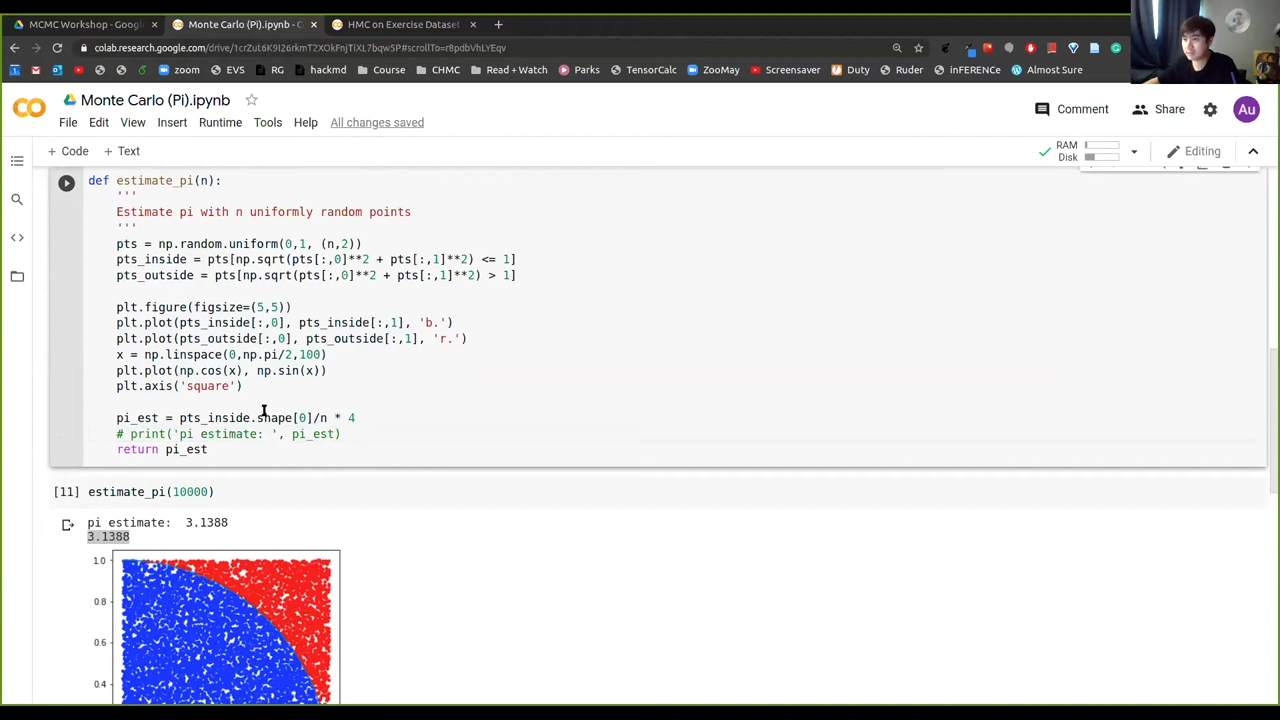 MCMC Workshop - Google
Monte Carlo (Pi).ipynb - C
HMC on Exercise Dataset
colab.research.google.com/drive/1crZut6K9I26rkmT2XOkFnjTiXL7bqw5P#scrollTo=r8pdbVhLYEqv
zoom EVS RG hackmd Course CHMC Read + Watch Parks TensorCalc ZooMay Screensaver Duty Ruder inFERENCe Almost Sure
Monte Carlo (Pi).ipynb
Comment Share Au
File Edit View Insert Runtime Tools Help All changes saved
+ Code + Text
RAM
Disk
Editing
def estimate_pi(n):
'''
Estimate pi with n uniformly random points
'''
pts = np.random.uniform(0,1, (n,2))
pts_inside = pts[np.sqrt(pts[:,0]**2 + pts[:,1]**2) <= 1]
pts_outside = pts[np.sqrt(pts[:,0]**2 + pts[:,1]**2) > 1]
plt.figure(figsize=(5,5))
plt.plot(pts_inside[:,0], pts_inside[:,1], 'b.')
plt.plot(pts_outside[:,0], pts_outside[:,1], 'r.')
x = np.linspace(0,np.pi/2,100)
plt.plot(np.cos(x), np.sin(x))
plt.axis('square')
pi_est = pts_inside.shape[0]/n * 4
# print('pi estimate: ', pi_est)
return pi_est
[11] estimate_pi(10000)
pi estimate: 3.1388
3.1388
1.0
0.8
0.6
0.4